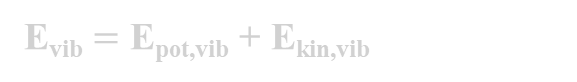 E_vib = E_pot,vib + E_kin,vib